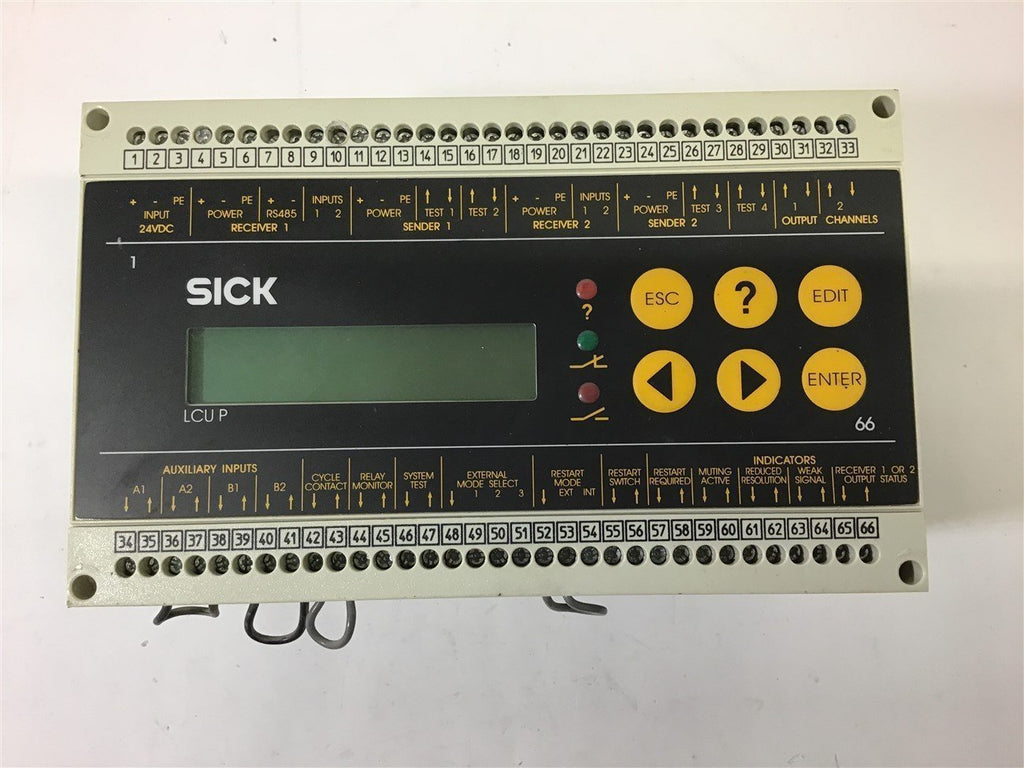 1 2 3 4 5 6 7 8 9 10 11 12 13 14 15 16 17 18 19 20 21 22 23 24 25 26 27 28 29 30 31 32 33
+ - PE + - PE + - INPUTS + - PE ↑ ↓ ↑ ↓ + - PE INPUTS + - PE ↑ ↓ ↑ ↓ ↑ ↓ ↑ ↓
INPUT POWER RS485 1 2 POWER TEST 1 TEST 2 POWER 1 2 POWER TEST 3 TEST 4 1 2
24VDC RECEIVER 1 SENDER 1 RECEIVER 2 SENDER 2 OUTPUT CHANNELS
1
SICK
LCU P
?
ESC ? EDIT
ENTER
66
AUXILIARY INPUTS
A1 A2 B1 B2
CYCLE CONTACT
RELAY MONITOR
SYSTEM TEST
EXTERNAL
MODE SELECT
1 2 3
RESTART
MODE
EXT INT
RESTART SWITCH
INDICATORS
RESTART REQUIRED
MUTING ACTIVE
REDUCED RESOLUTION
WEAK SIGNAL
RECEIVER 1 OR 2
OUTPUT STATUS
34 35 36 37 38 39 40 41 42 43 44 45 46 47 48 49 50 51 52 53 54 55 56 57 58 59 60 61 62 63 64 65 66